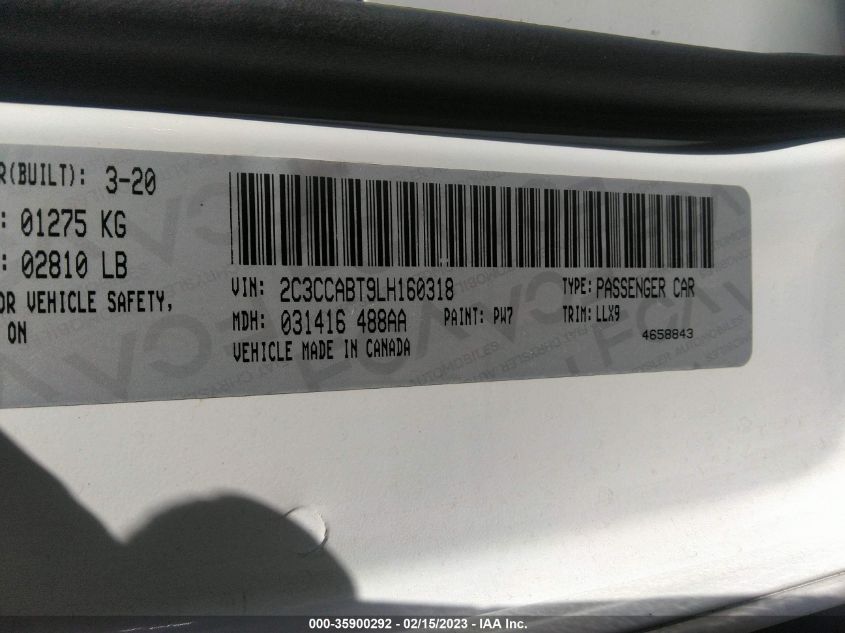 R(BUILT): 3-20
: 01275 KG
: 02810 LB
OR VEHICLE SAFETY,
ON
VIN: 2C3CCABT9LH160318 TYPE: PASSENGER CAR
MDH: 031416 488AA PAINT: PW7 TRIM: LLX9
VEHICLE MADE IN CANADA 4658843
000-35900292 - 02/15/2023 - IAA Inc.